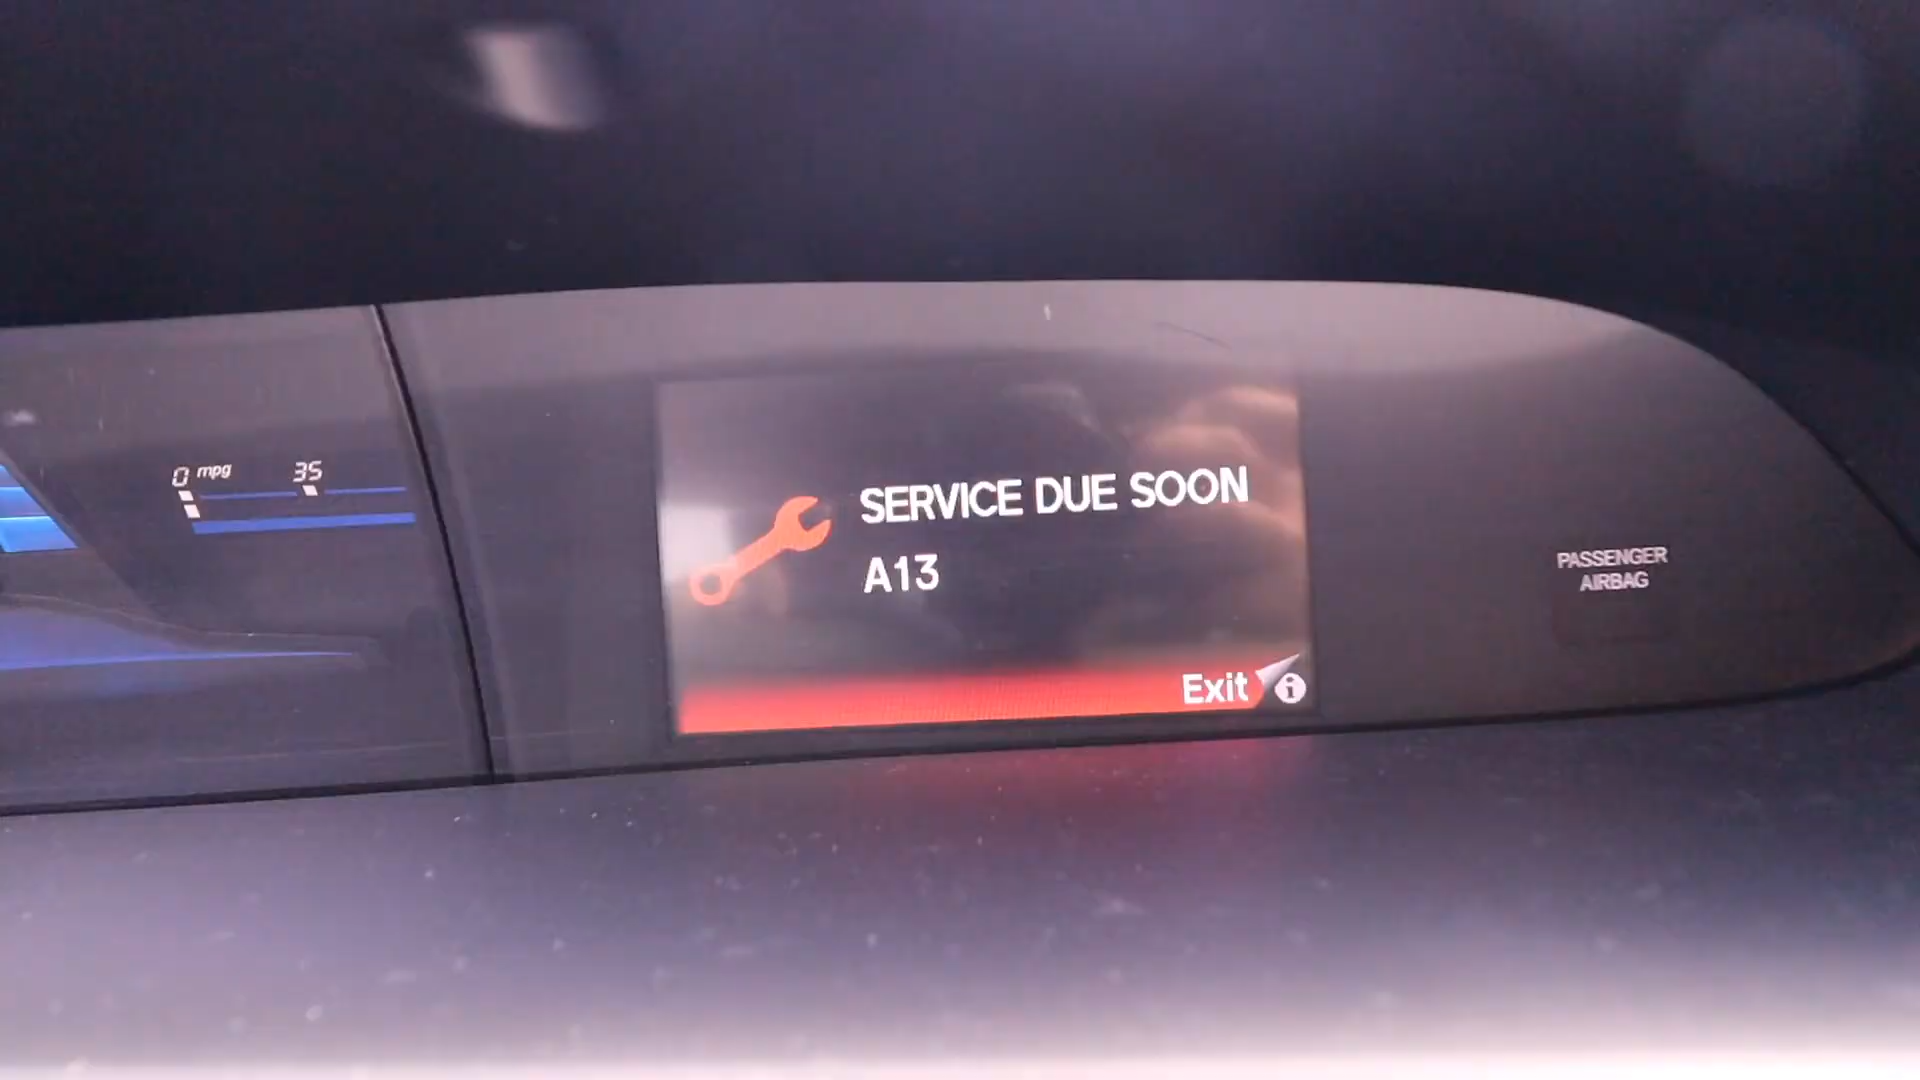 0 mpg 35
SERVICE DUE SOON
A13
Exit i
PASSENGER
AIRBAG